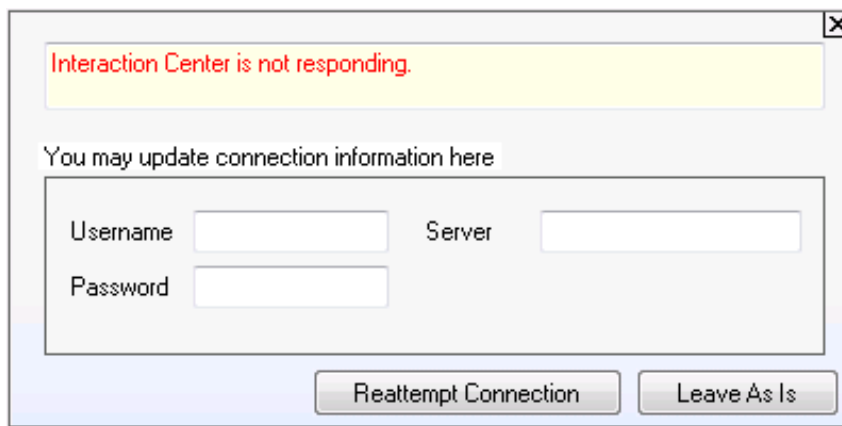 Interaction Center is not responding.
You may update connection information here
Username
Server
Password
Reattempt Connection
Leave As Is